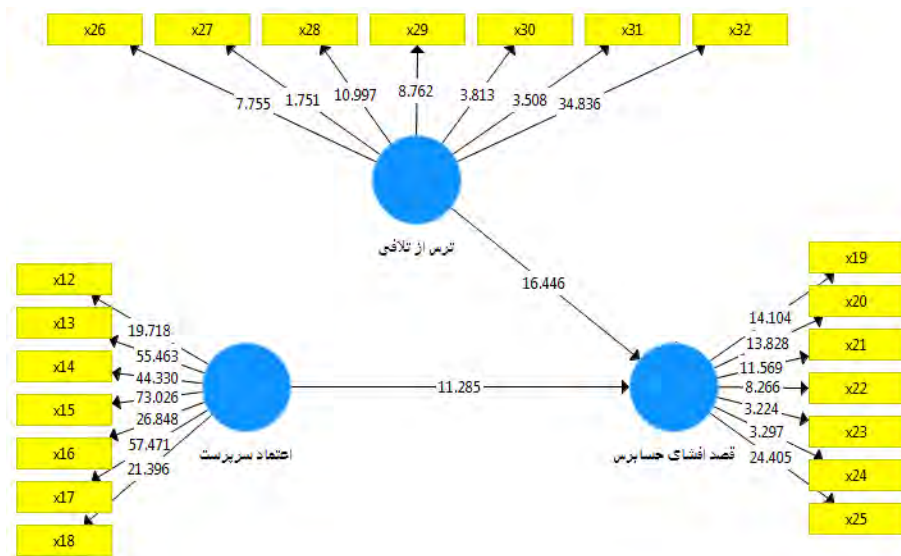 x26
x27
x28
x29
x30
x31
x32
7.755
1.751
10.997
8.762
3.813
3.508
34.836
ترس از تلافی
16.446
x12
x13
x14
x15
x16
x17
x18
19.718
55.463
44.330
73.026
26.848
57.471
21.396
اعتماد سرپرست
11.285
قصد افشای حسابرس
14.104
13.828
11.569
8.266
3.224
3.297
24.405
x19
x20
x21
x22
x23
x24
x25